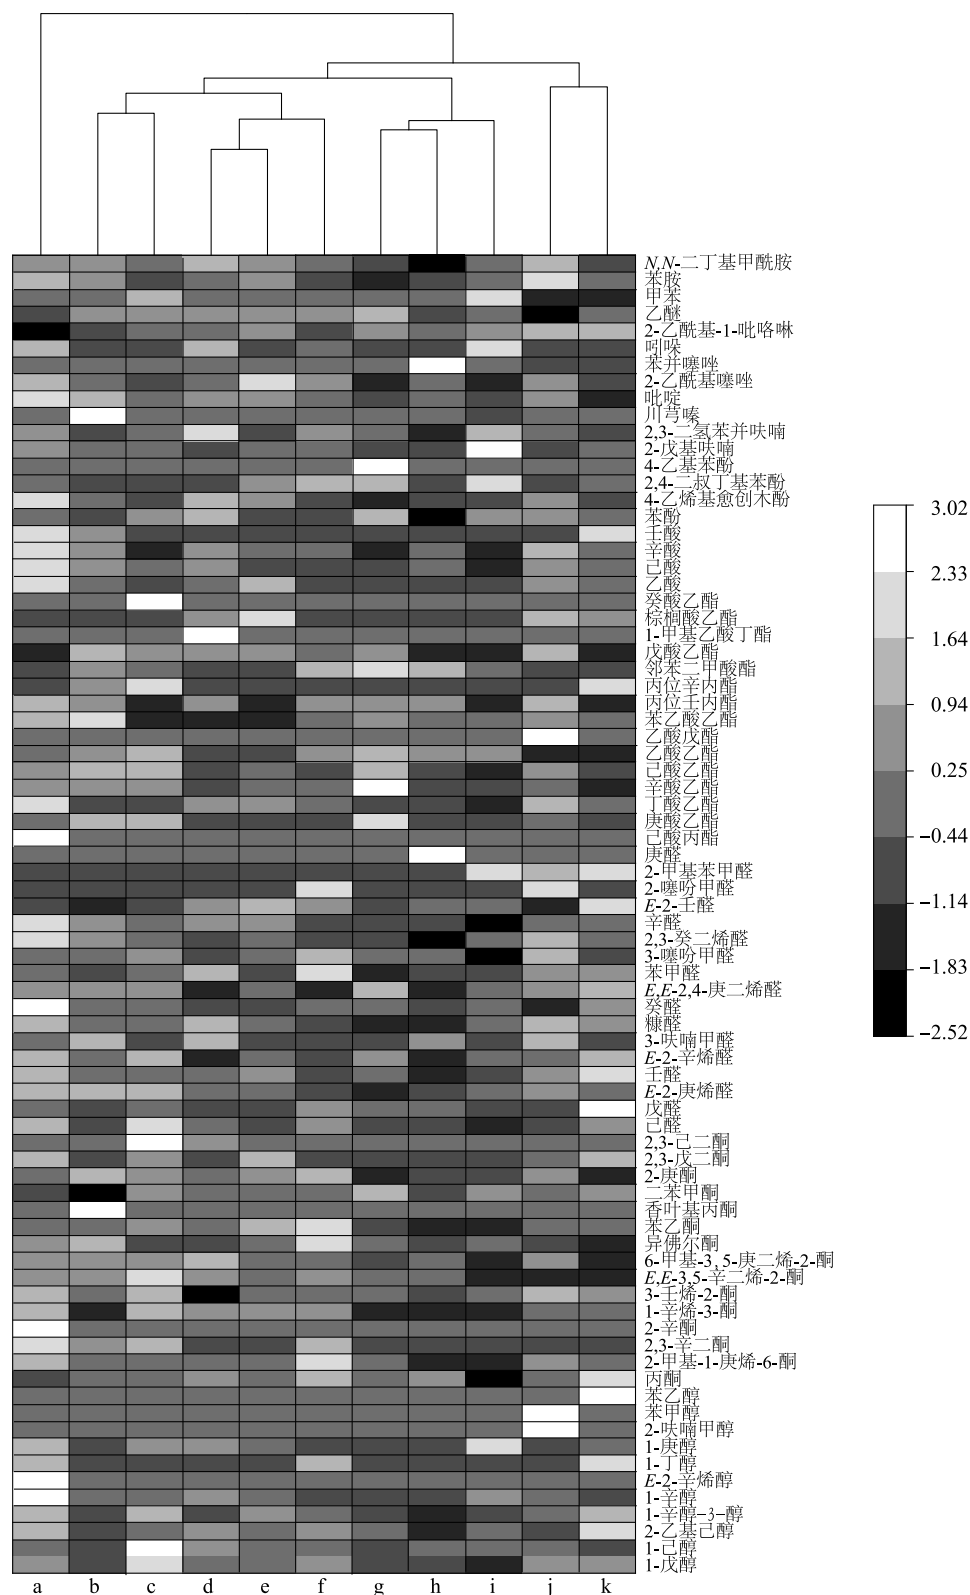 N,N-二丁基甲酰胺
苯胺
甲苯
乙醚
2-乙酰基-1-吡咯啉
吲哚
苯并噻唑
2-乙酰基噻唑
吡啶
川芎嗪
2,3-二氢苯并呋喃
2-戊基呋喃
4-乙基苯酚
2,4-二叔丁基苯酚
4-乙烯基愈创木酚
苯酚
壬酸
辛酸
己酸
乙酸
癸酸乙酯
棕榈酸乙酯
1-甲基乙酸丁酯
戊酸乙酯
邻苯二甲酸酯
丙位辛内酯
丙位壬内酯
苯乙酸乙酯
乙酸戊酯
乙酸乙酯
己酸乙酯
辛酸乙酯
丁酸乙酯
庚酸乙酯
己酸丙酯
庚醛
2-甲基苯甲醛
2-噻吩甲醛
E-2-壬醛
辛醛
2,3-癸二烯醛
3-噻吩甲醛
苯甲醛
E,E-2,4-庚二烯醛
癸醛
糠醛
3-呋喃甲醛
E-2-辛烯醛
壬醛
E-2-庚烯醛
戊醛
己醛
2,3-己二酮
2,3-戊二酮
2-庚酮
二苯甲酮
香叶基丙酮
苯乙酮
异佛尔酮
6-甲基-3,5-庚二烯-2-酮
E,E-3,5-辛二烯-2-酮
3-壬烯-2-酮
1-辛烯-3-酮
2-辛酮
2,3-辛二酮
2-甲基-1-庚烯-6-酮
丙酮
苯乙醇
苯甲醇
2-呋喃甲醇
1-庚醇
1-丁醇
E-2-辛烯醇
1-辛醇
1-辛醇-3-醇
2-乙基己醇
1-己醇
1-戊醇
a b c d e f g h i j k
3.02
2.33
1.64
0.94
0.25
-0.44
-1.14
-1.83
-2.52